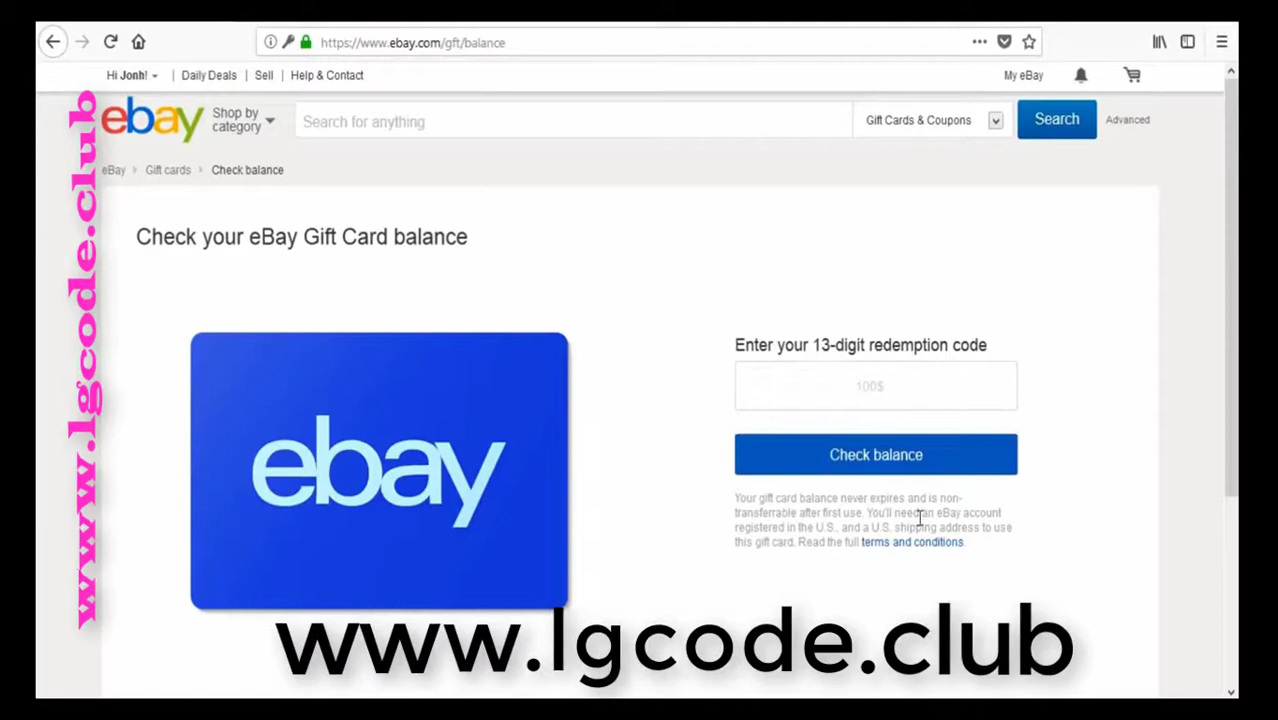 https://www.ebay.com/gft/balance
Hi Jonh! Daily Deals Sell Help & Contact My eBay
ebay Shop by category Search for anything Gift Cards & Coupons Search Advanced
eBay Gift cards Check balance
Check your eBay Gift Card balance
ebay
Enter your 13-digit redemption code
100$
Check balance
Your gift card balance never expires and is non-
transferrable after first use. You'll need an eBay account
registered in the U.S., and a U.S. shipping address to use
this gift card. Read the full terms and conditions.
www.lgcode.club
www.lgcode.club